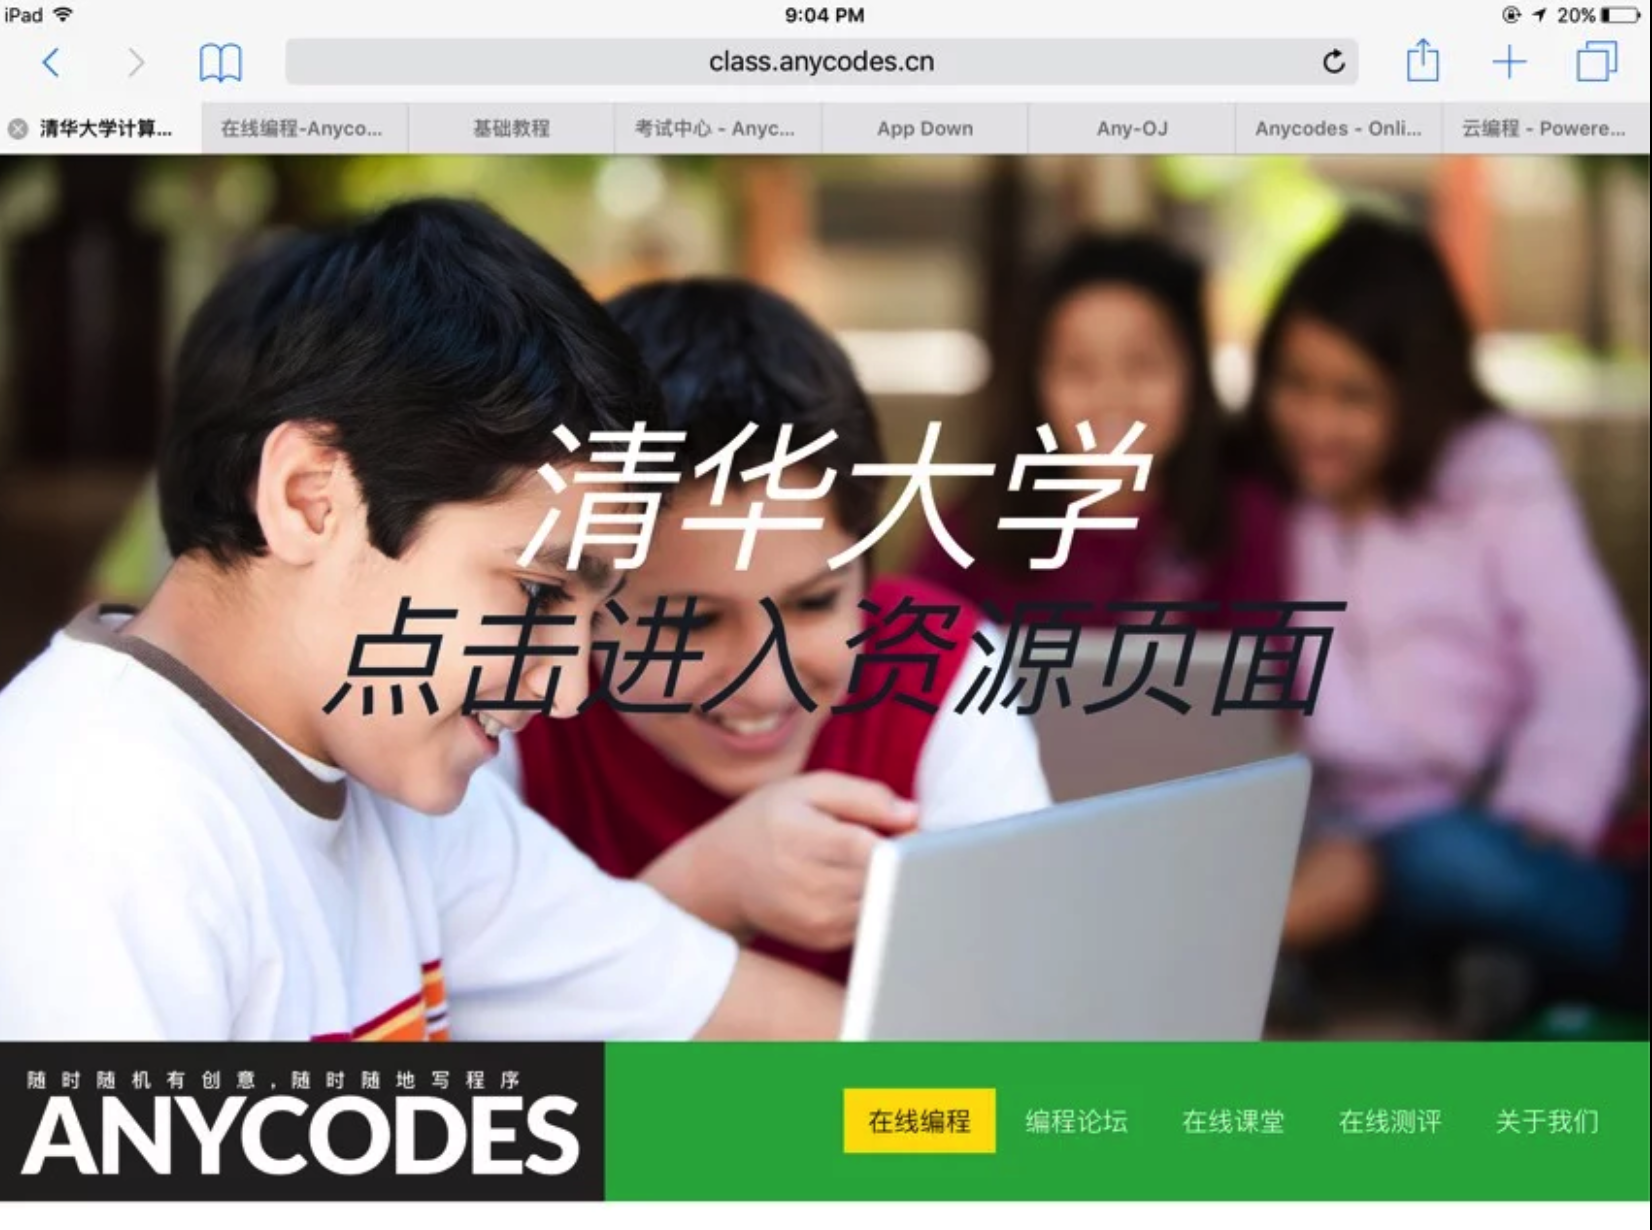 iPad
9:04 PM
20%
class.anycodes.cn
清华大学计算...
在线编程-Anyco...
基础教程
考试中心 - Anyc...
App Down
Any-OJ
Anycodes - Onli...
云编程 - Powere...
清华大学
点击进入资源页面
随时随机有创意，随时随地写程序
ANYCODES
在线编程 编程论坛 在线课堂 在线测评 关于我们